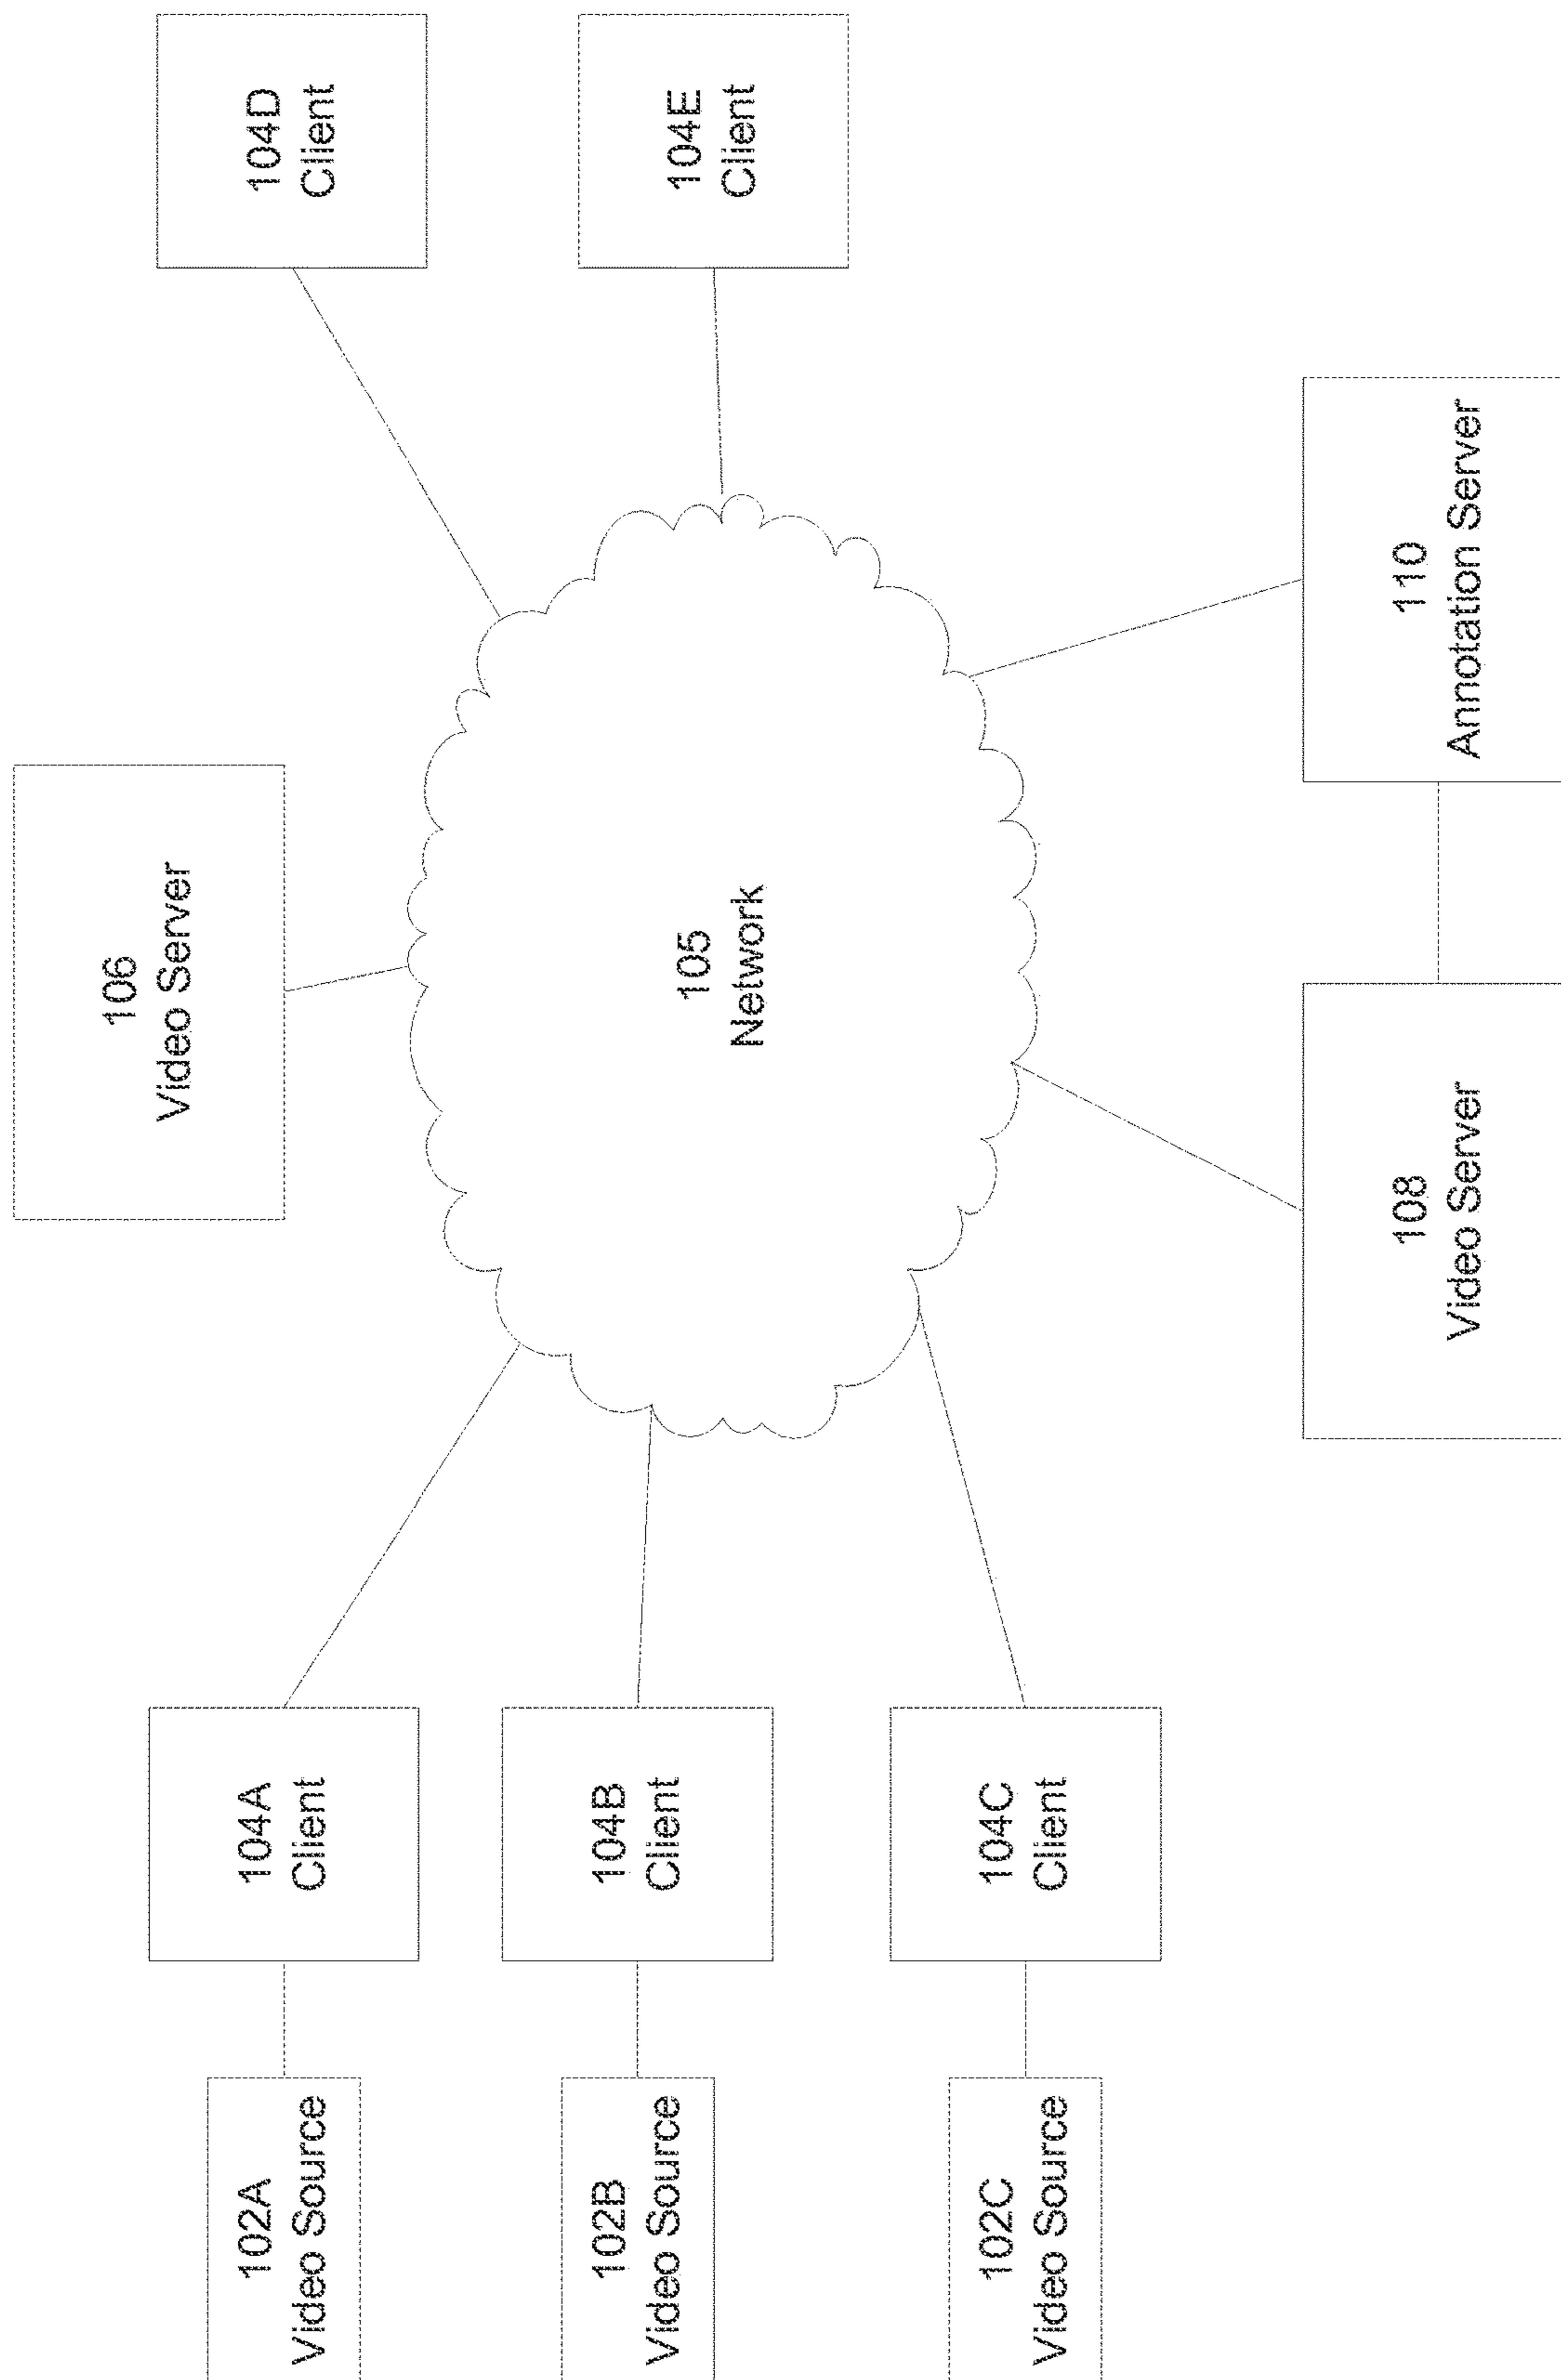 106
Video Server
102A
Video Source
104A
Client
104D
Client
102B
Video Source
104B
Client
105
Network
104E
Client
102C
Video Source
104C
Client
108
Video Server
110
Annotation Server